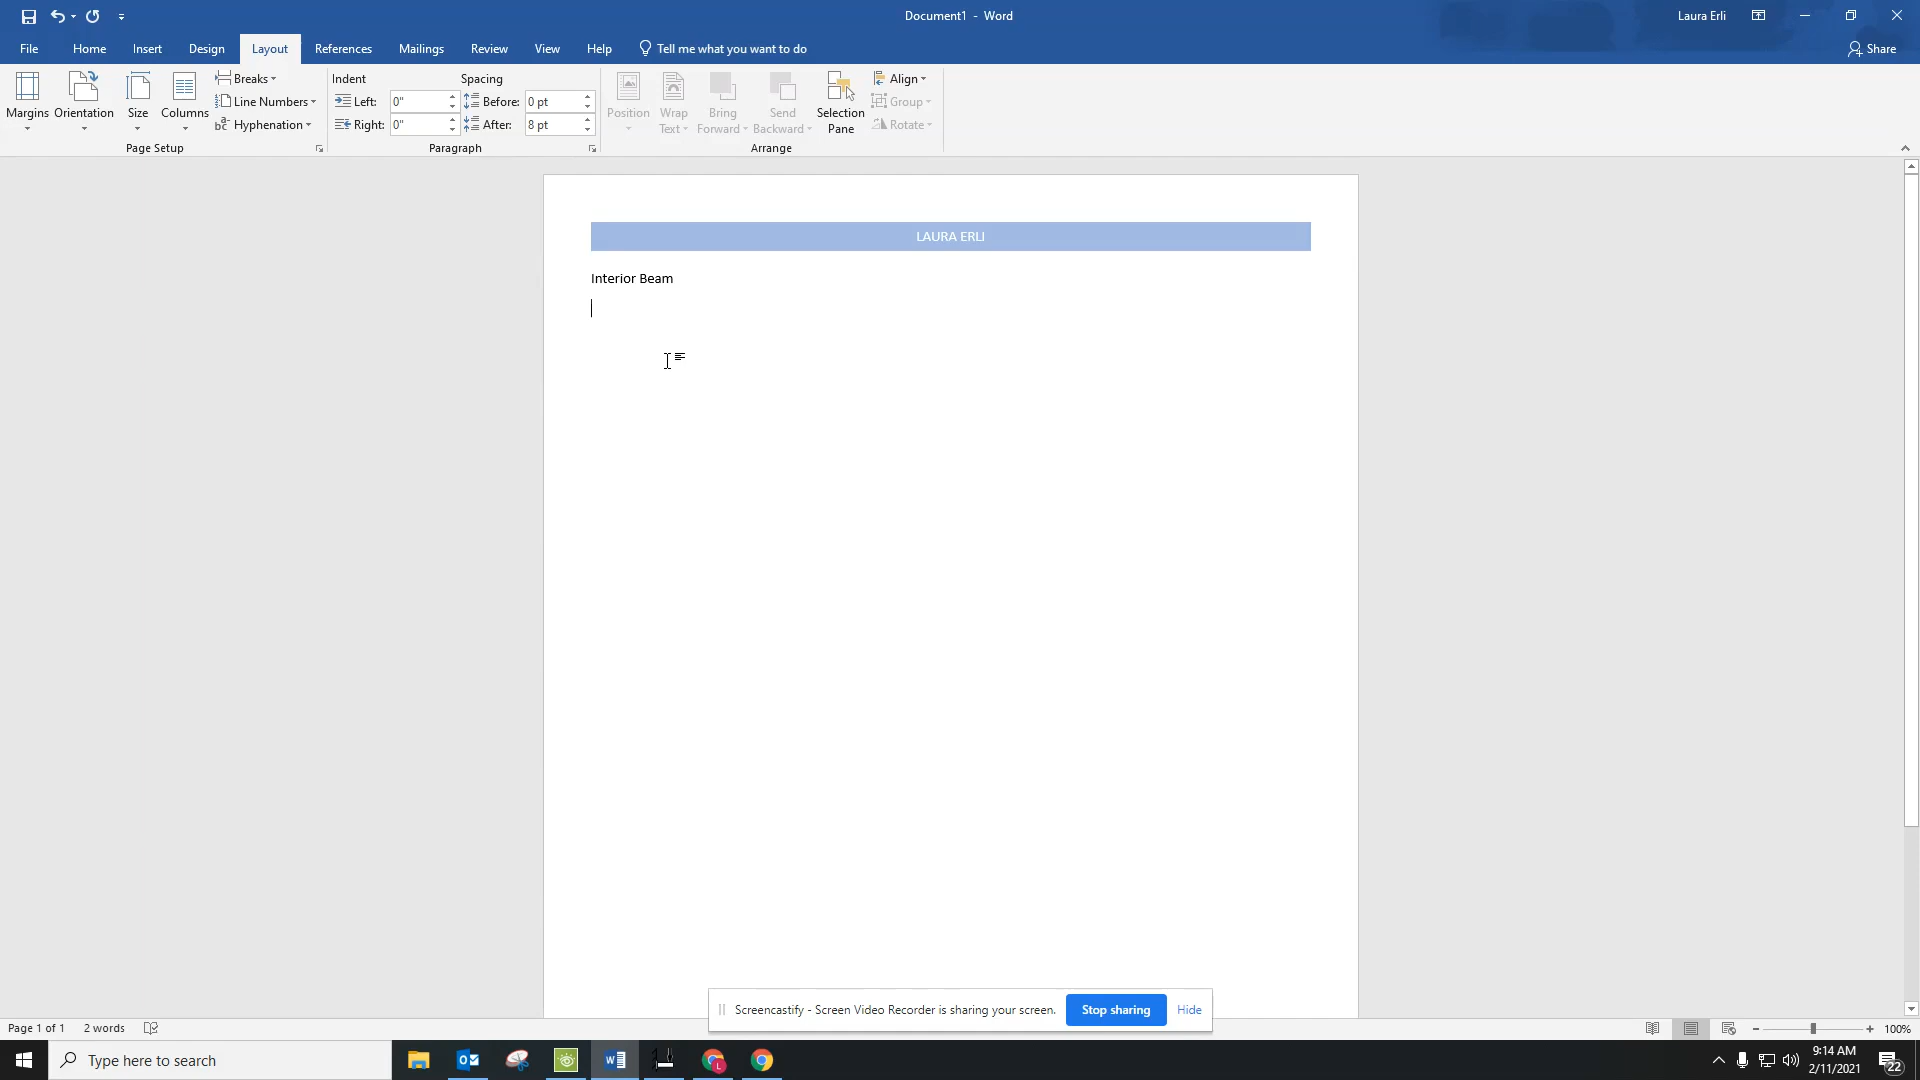 Document1 - Word
Laura Erli
File Home Insert Design Layout References Mailings Review View Help Tell me what you want to do Share
Margins Orientation Size Columns Breaks Line Numbers Hyphenation
Page Setup
Indent Spacing
Left: 0" Before: 0 pt
Right: 0" After: 8 pt
Paragraph
Position Wrap Text Bring Forward Send Backward Selection Pane Align Group Rotate
Arrange
LAURA ERLI
Interior Beam
Screencastify - Screen Video Recorder is sharing your screen. Stop sharing Hide
Page 1 of 1 2 words 100%
Type here to search
9:14 AM
2/11/2021
22